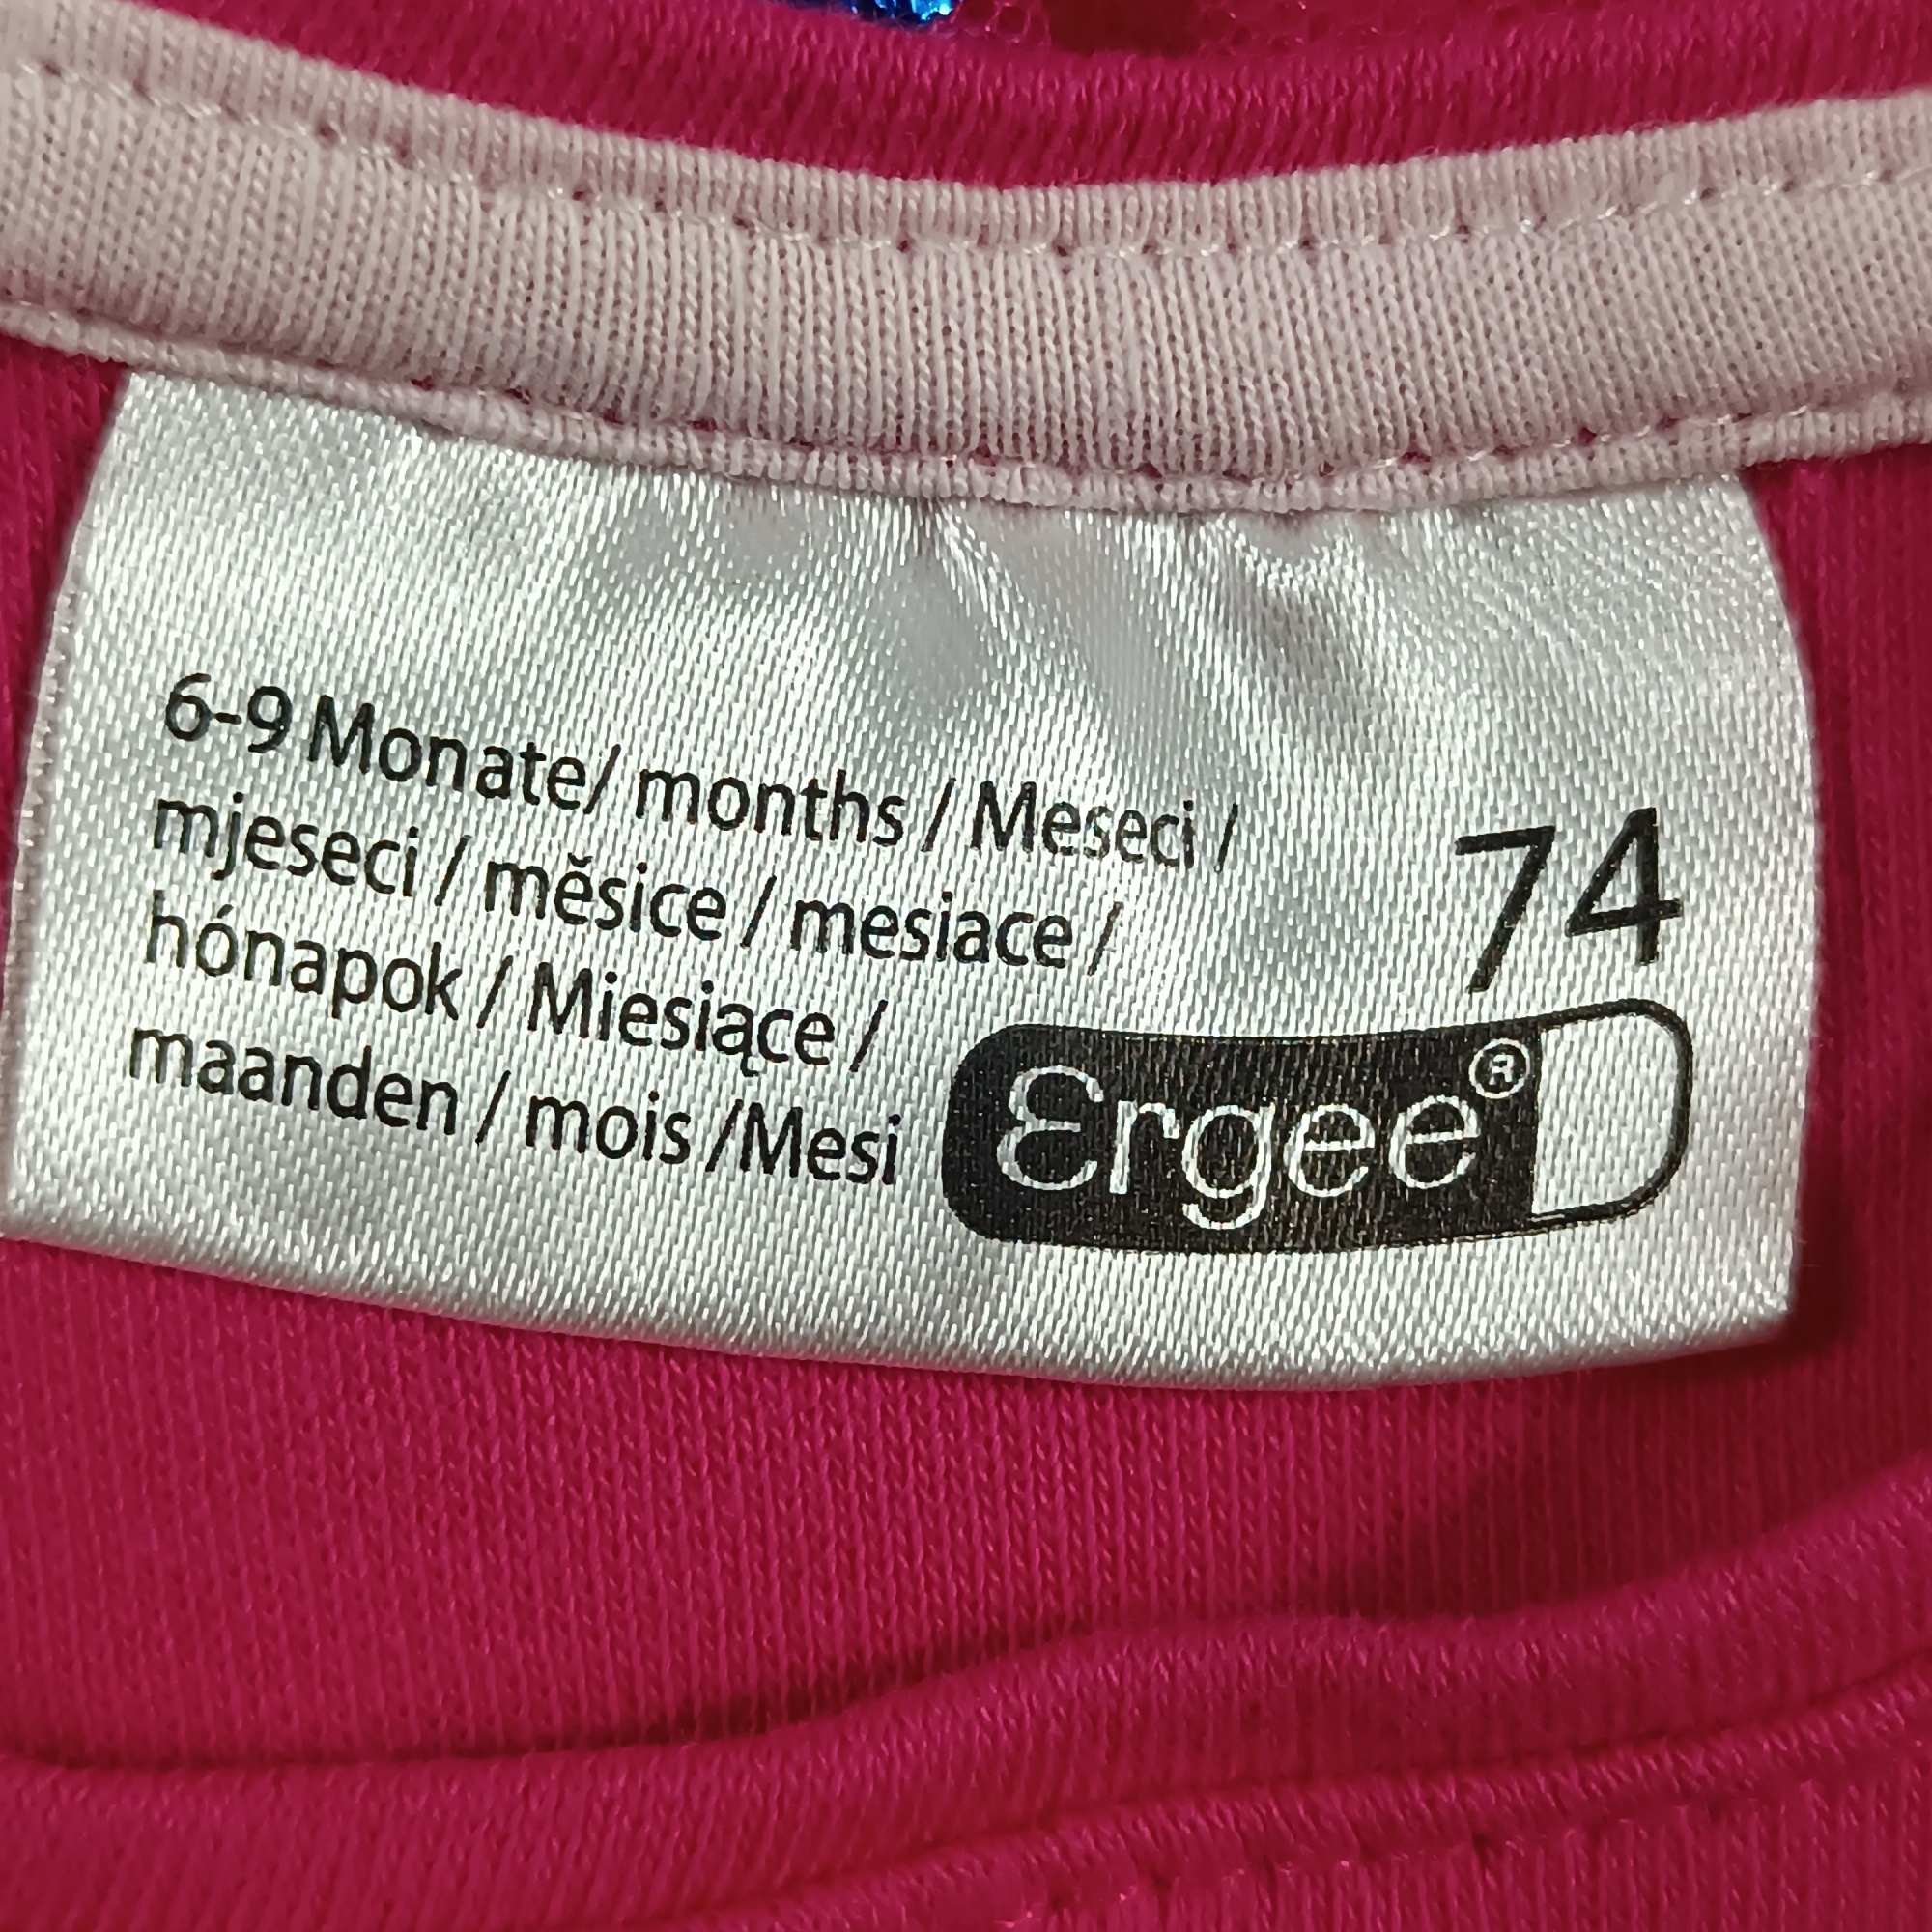 6-9 Monate/ months / Meseci /
mjeseci / měsice / mesiace /
hónapok / Miesiące /
maanden / mois /Mesi
74
Ergee®